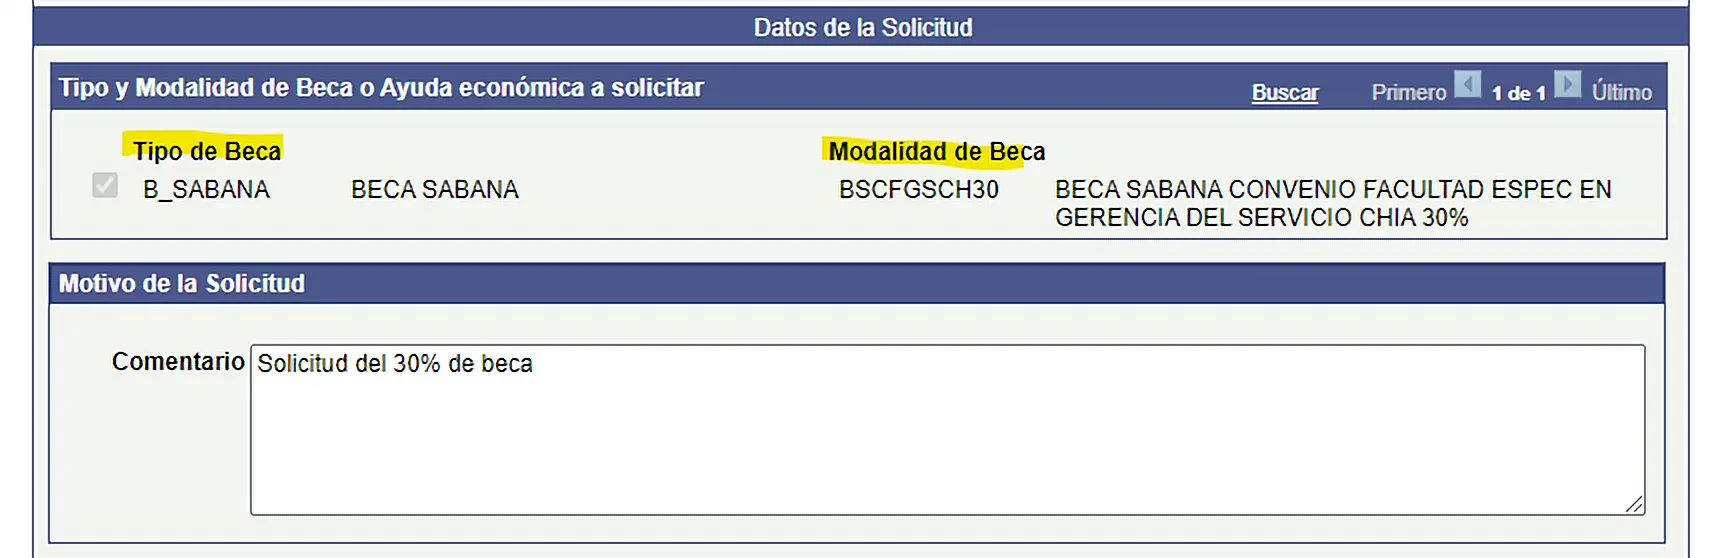 Datos de la Solicitud
Tipo y Modalidad de Beca o Ayuda económica a solicitar
Buscar Primero 1 de 1 Último
Tipo de Beca Modalidad de Beca
B_SABANA BECA SABANA BSCFGSCH30 BECA SABANA CONVENIO FACULTAD ESPEC EN
GERENCIA DEL SERVICIO CHIA 30%
Motivo de la Solicitud
Comentario Solicitud del 30% de beca